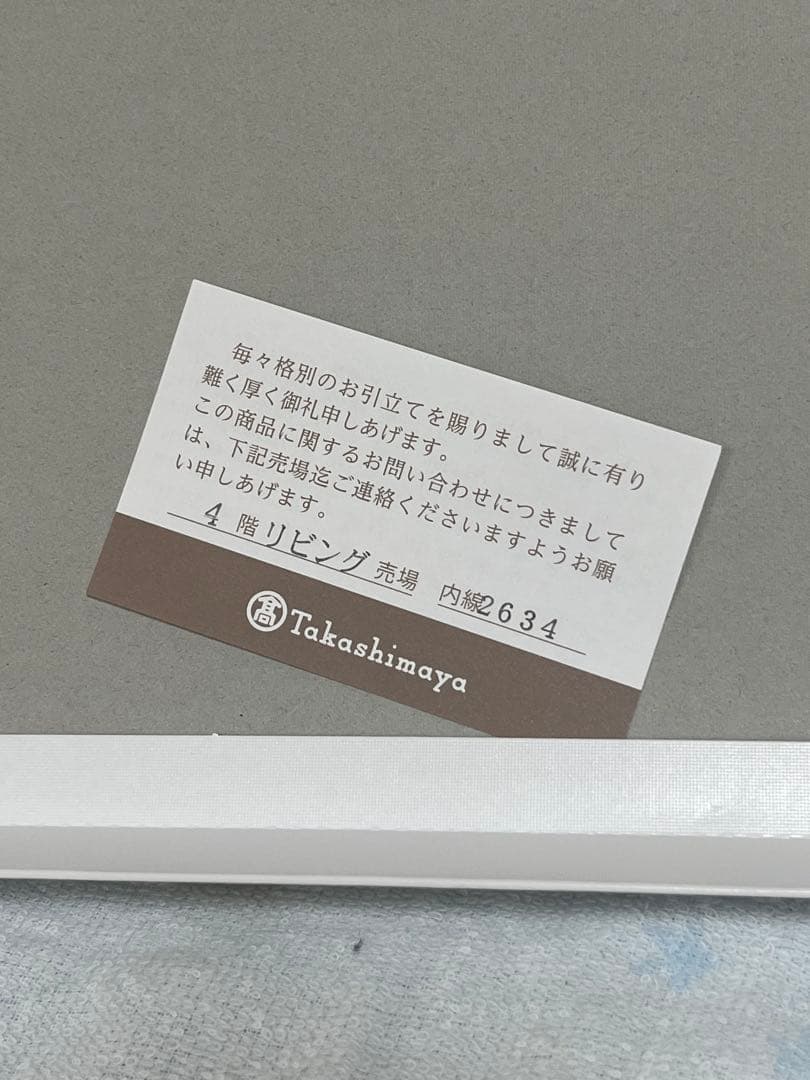 毎々格別のお引立てを賜りまして誠に有り
難く厚く御礼申しあげます。
この商品に関するお問い合わせにつきまして
は、下記売場迄ご連絡くださいますようお願
い申しあげます。
4 階 リビング 売場 内線2634
髙 Takashimaya